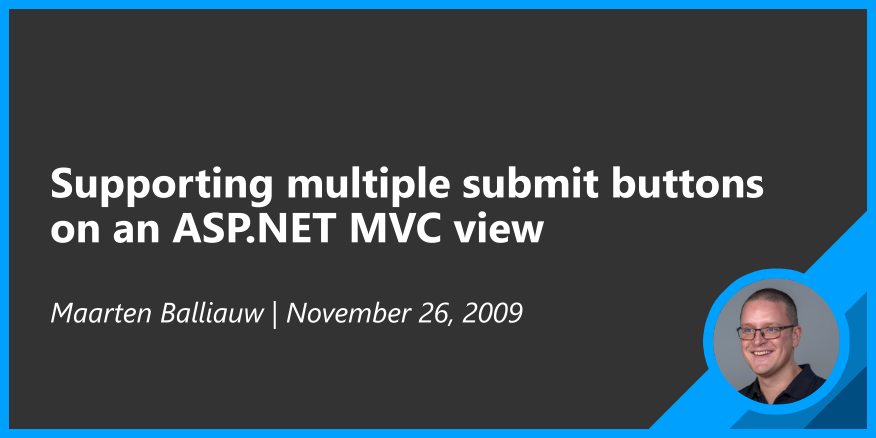 Supporting multiple submit buttons
on an ASP.NET MVC view
Maarten Balliauw | November 26, 2009